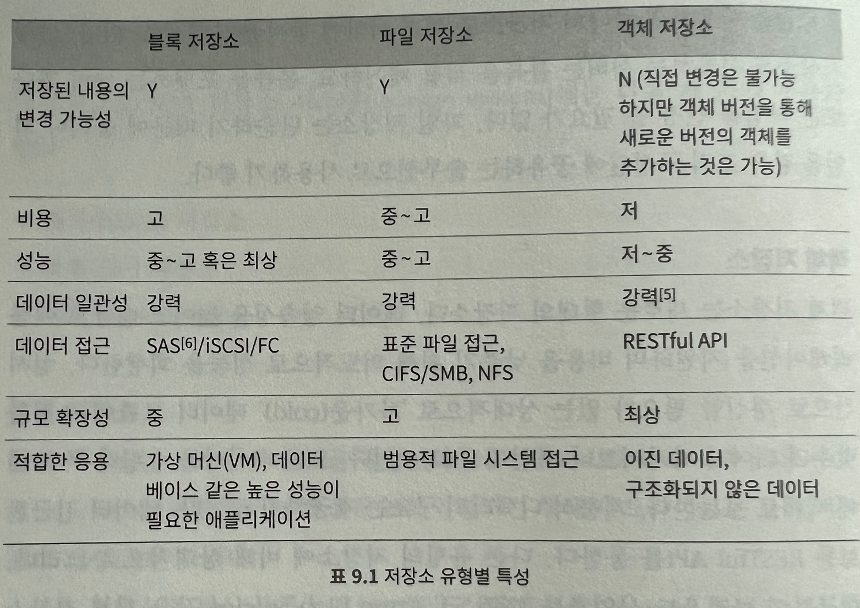 블록 저장소 파일 저장소 객체 저장소
저장된 내용의 Y Y N (직접 변경은 불가능
변경 가능성 하지만 객체 버전을 통해
새로운 버전의 객체를
추가하는 것은 가능)
비용 고 중~고 저
성능 중~고 혹은 최상 중~고 저~중
데이터 일관성 강력 강력 강력[5]
데이터 접근 SAS[6]/iSCSI/FC 표준 파일 접근, RESTful API
CIFS/SMB, NFS
규모 확장성 중 고 최상
적합한 응용 가상 머신(VM), 데이터 범용적 파일 시스템 접근 이진 데이터,
베이스 같은 높은 성능이 구조화되지 않은 데이터
필요한 애플리케이션
표 9.1 저장소 유형별 특성